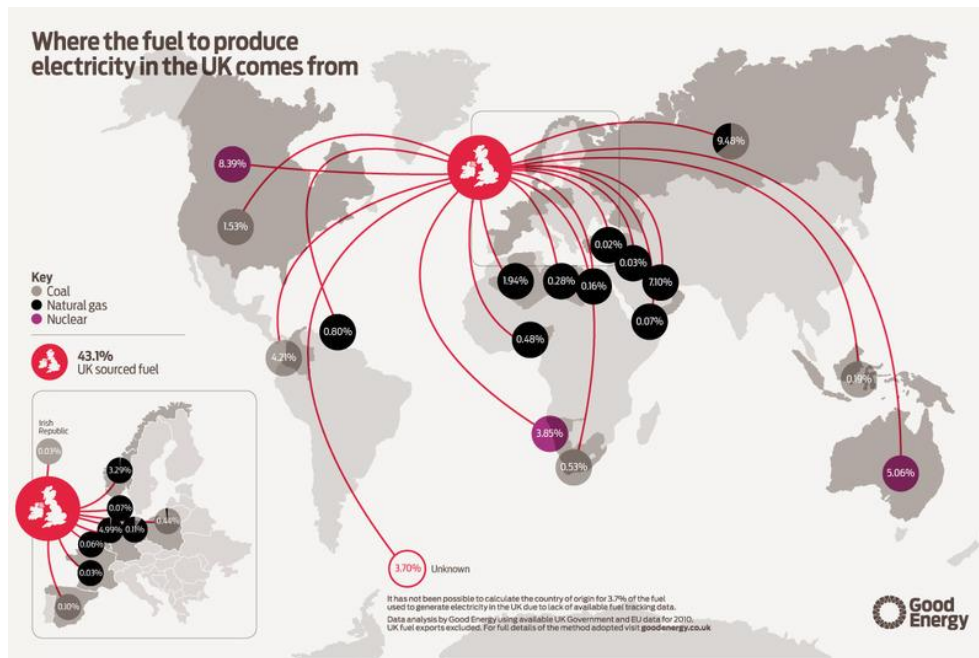 Where the fuel to produce
electricity in the UK comes from
9.48%
8.39%
1.53%
0.02%
0.03%
1.94%
0.28%
0.16%
7.10%
0.07%
0.80%
0.48%
4.21%
0.19%
3.85%
0.53%
5.06%
Key
Coal
Natural gas
Nuclear
43.1%
UK sourced fuel
Irish
Republic
0.03%
3.29%
0.07%
4.99%
0.11%
0.44%
0.06%
0.03%
0.10%
3.70%
Unknown
It has not been possible to calculate the country of origin for 3.7% of the fuel
used to generate electricity in the UK due to lack of available fuel tracking data.
Data analysis by Good Energy using available UK Government and EU data for 2010.
UK fuel exports excluded. For full details of the method adopted visit goodenergy.co.uk
Good
Energy